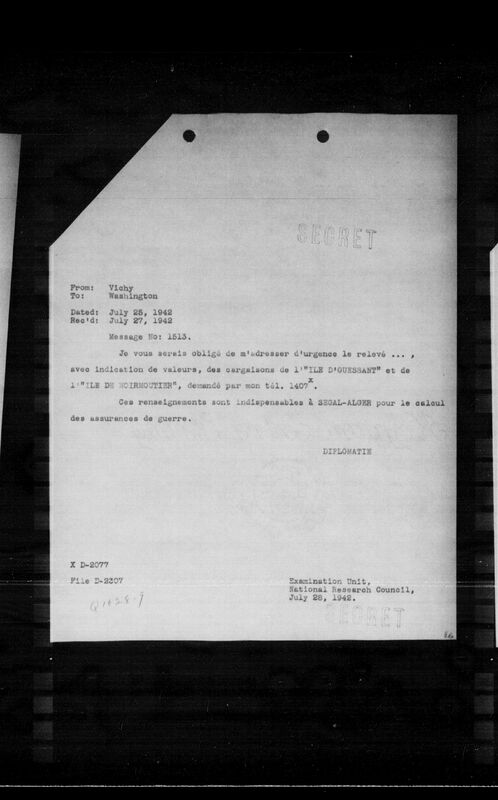 SECRET
From: Vichy
To: Washington
Dated: July 25, 1942
Rec'd: July 27, 1942
Message No: 1513.
Je vous serais obligé de m'adresser d'urgence le relevé ... ,
avec indication de valeurs, des cargaisons de l'"ILE D'OUESSANT" et de
l'"ILE DE NOIRMOUTIER", demandé par mon tél. 1407X.
Ces renseignements sont indispensables à SEGAL-ALGER pour le calcul
des assurances de guerre.
DIPLOMATIE
X D-2077
File D-2307
Examination Unit,
National Research Council,
July 28, 1942.
SECRET